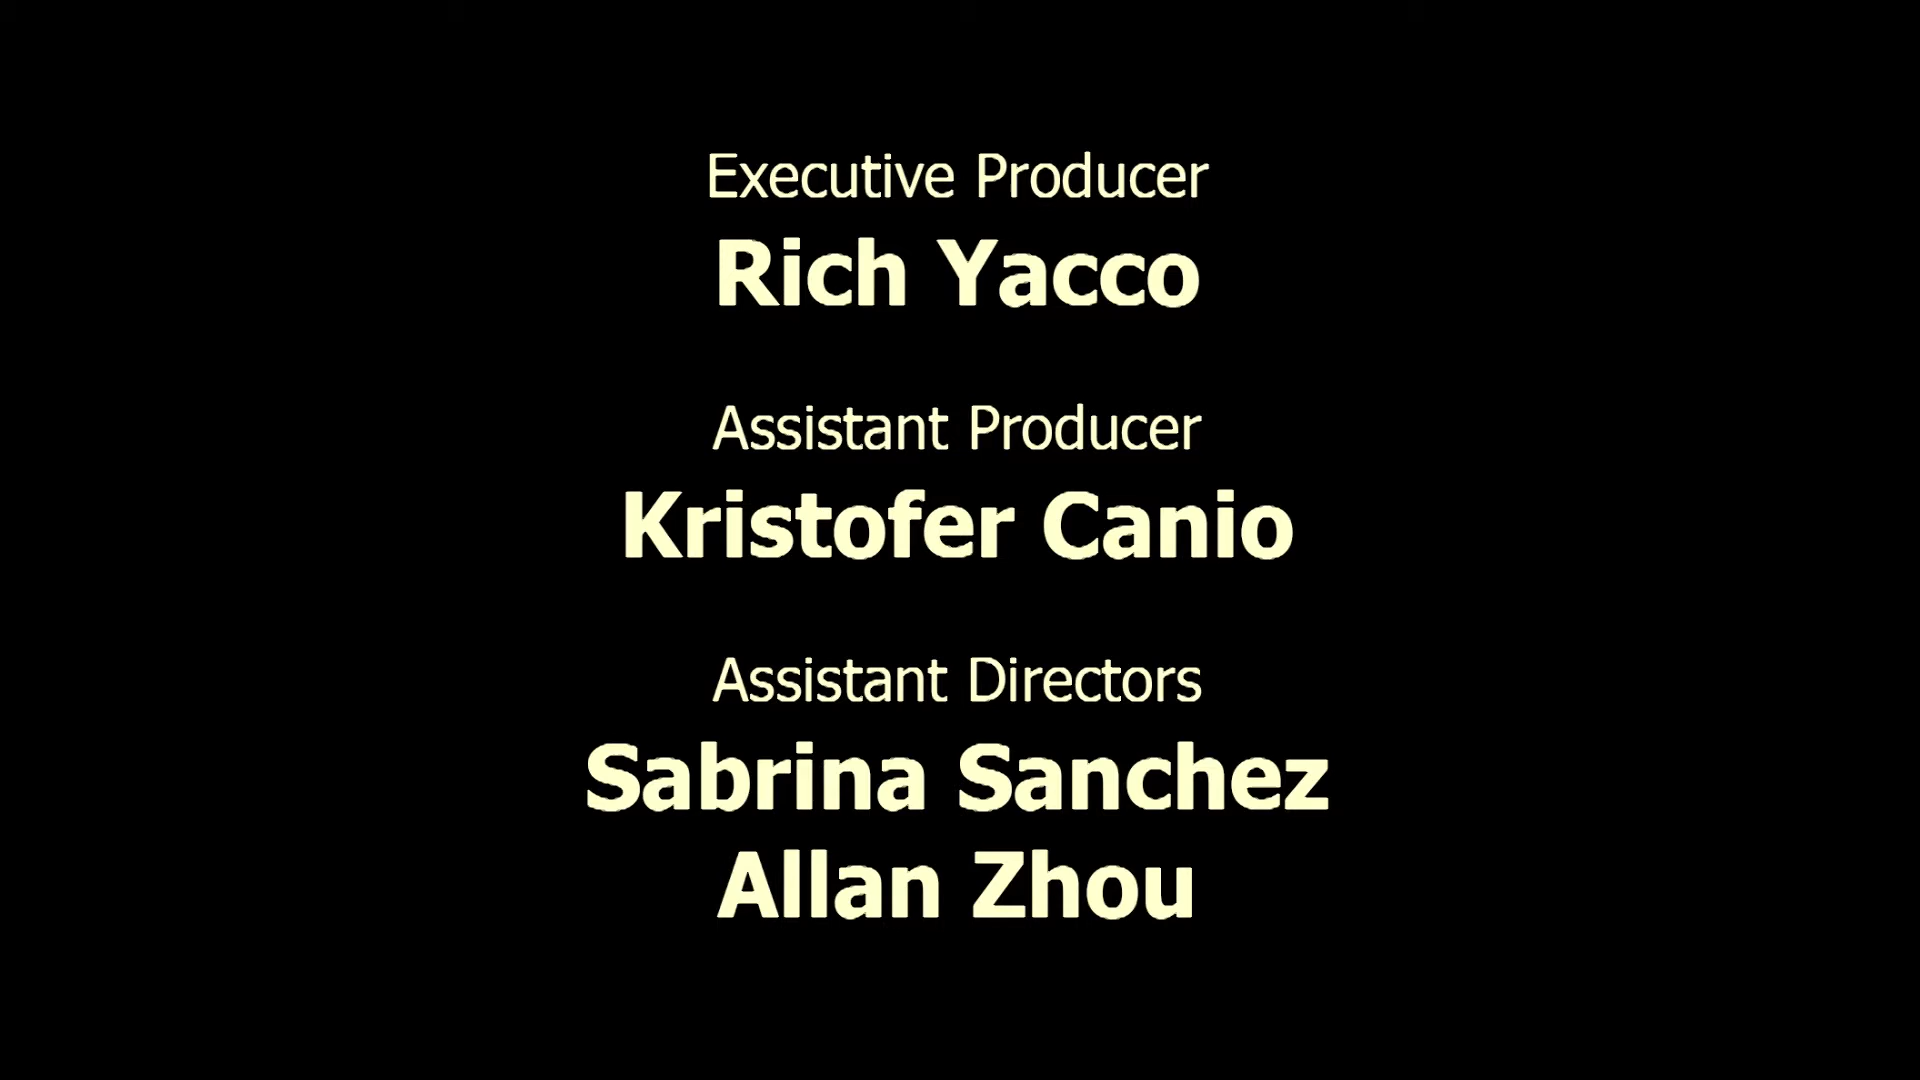 Executive Producer
Rich Yacco
Assistant Producer
Kristofer Canio
Assistant Directors
Sabrina Sanchez
Allan Zhou